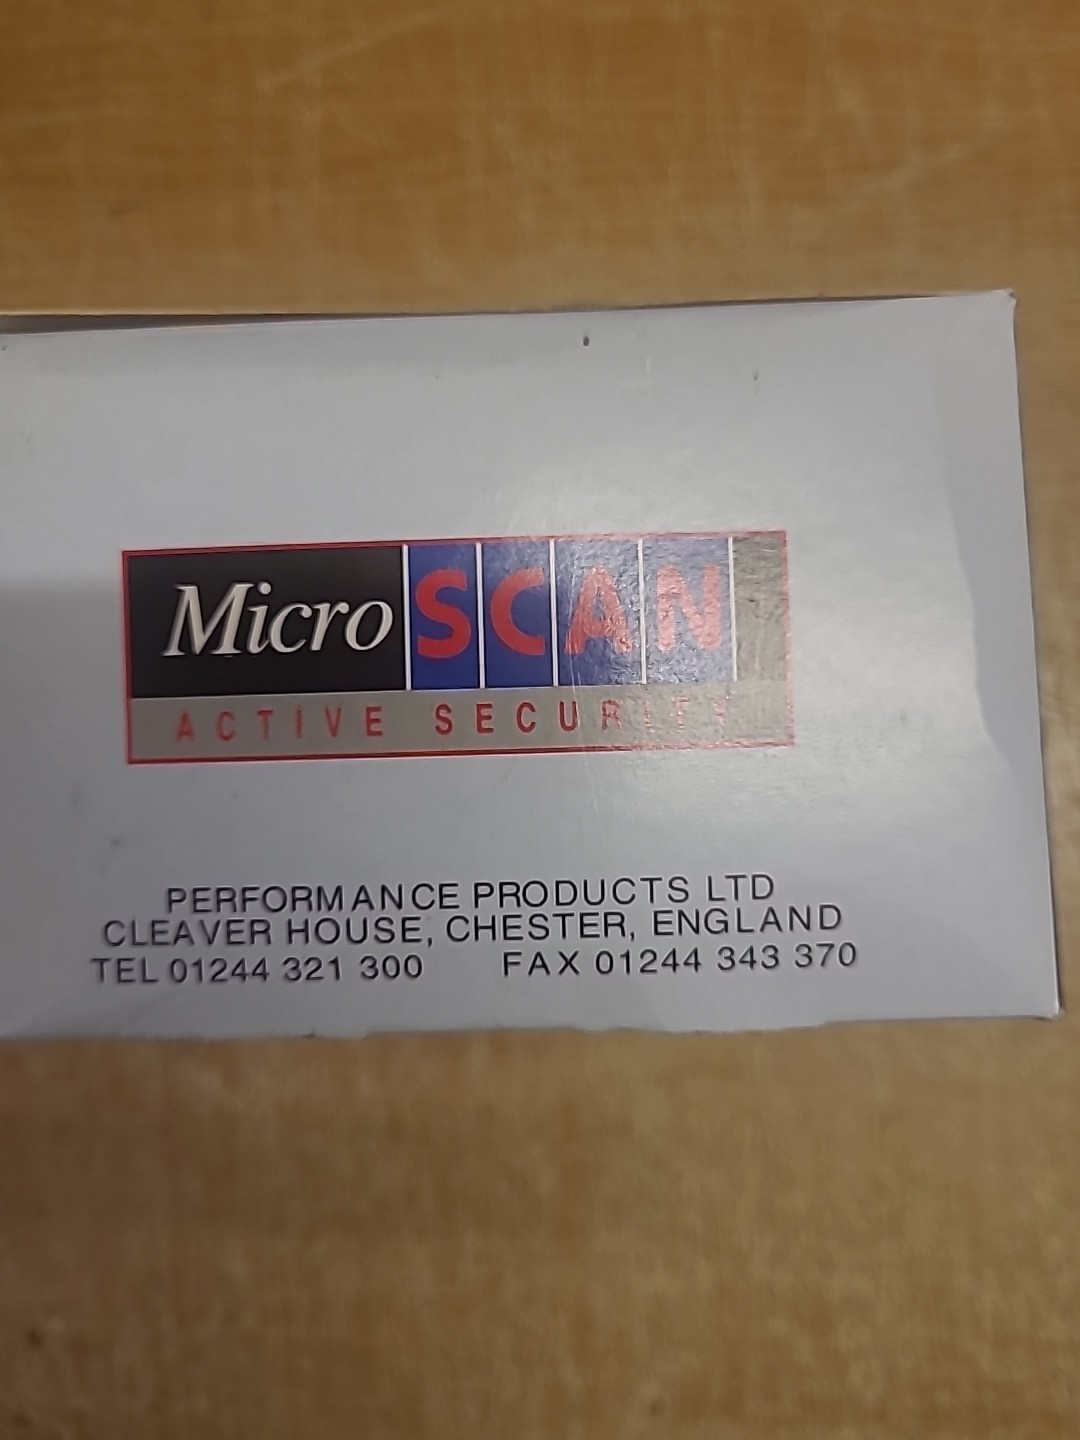 Micro SCAN
ACTIVE SECURITY
PERFORMANCE PRODUCTS LTD
CLEAVER HOUSE, CHESTER, ENGLAND
TEL 01244 321 300 FAX 01244 343 370